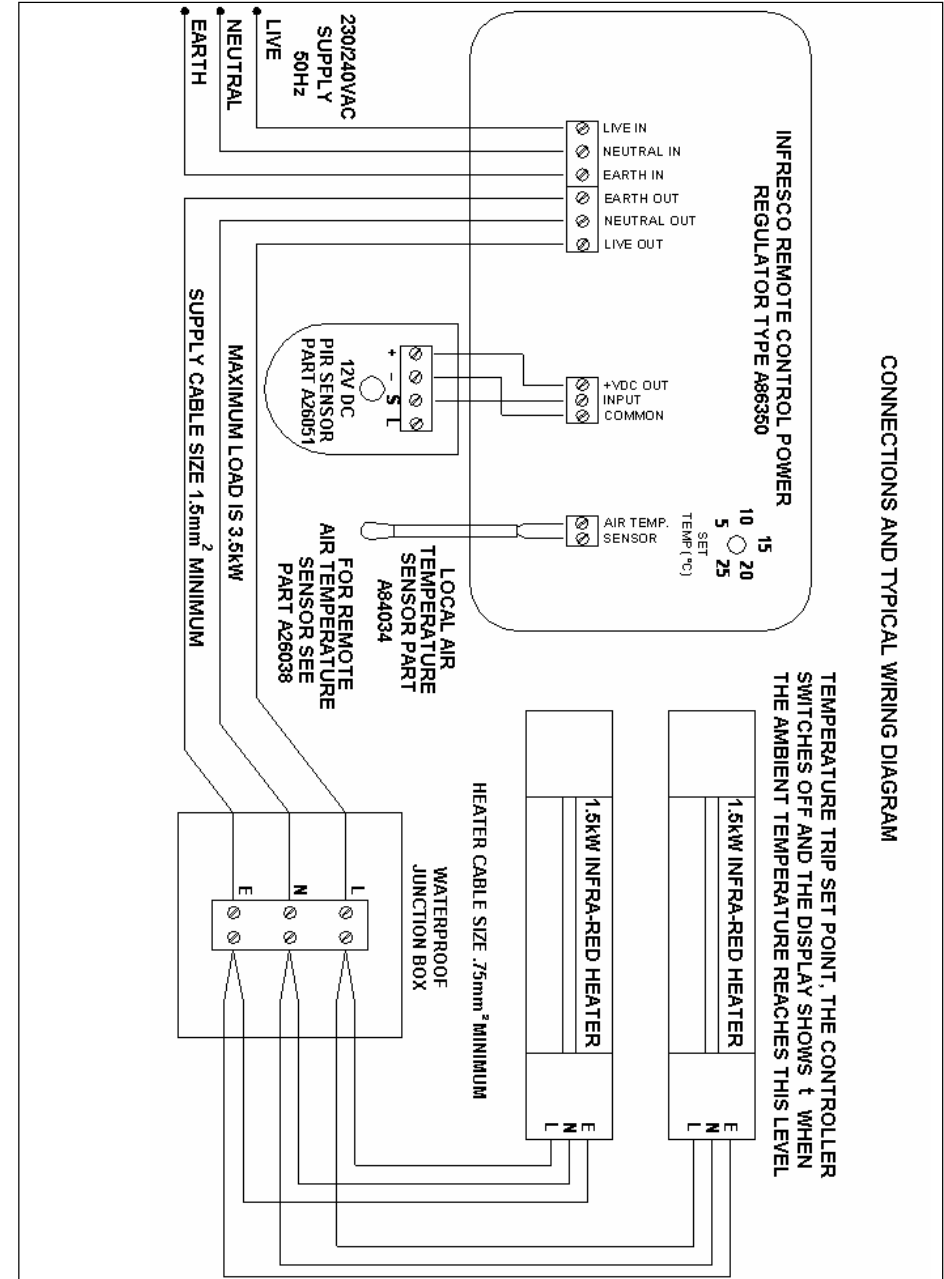 CONNECTIONS AND TYPICAL WIRING DIAGRAM
230/240VAC
SUPPLY
50Hz
LIVE
NEUTRAL
EARTH
INFRESCO REMOTE CONTROL POWER
REGULATOR TYPE A86350
LIVE IN
NEUTRAL IN
EARTH IN
EARTH OUT
NEUTRAL OUT
LIVE OUT
+VDC OUT
INPUT
COMMON
AIR TEMP.
SENSOR
5
10
15
20
25
SET
TEMP (°C)
+ - S L
12V DC
PIR SENSOR
PART A26051
MAXIMUM LOAD IS 3.5kW
SUPPLY CABLE SIZE 1.5mm² MINIMUM
LOCAL AIR
TEMPERATURE
SENSOR PART
A84034
FOR REMOTE
AIR TEMPERATURE
SENSOR SEE
PART A26038
TEMPERATURE TRIP SET POINT, THE CONTROLLER
SWITCHES OFF AND THE DISPLAY SHOWS t WHEN
THE AMBIENT TEMPERATURE REACHES THIS LEVEL
1.5kW INFRA-RED HEATER
E
N
L
1.5kW INFRA-RED HEATER
E
N
L
HEATER CABLE SIZE .75mm² MINIMUM
WATERPROOF
JUNCTION BOX
L
N
E